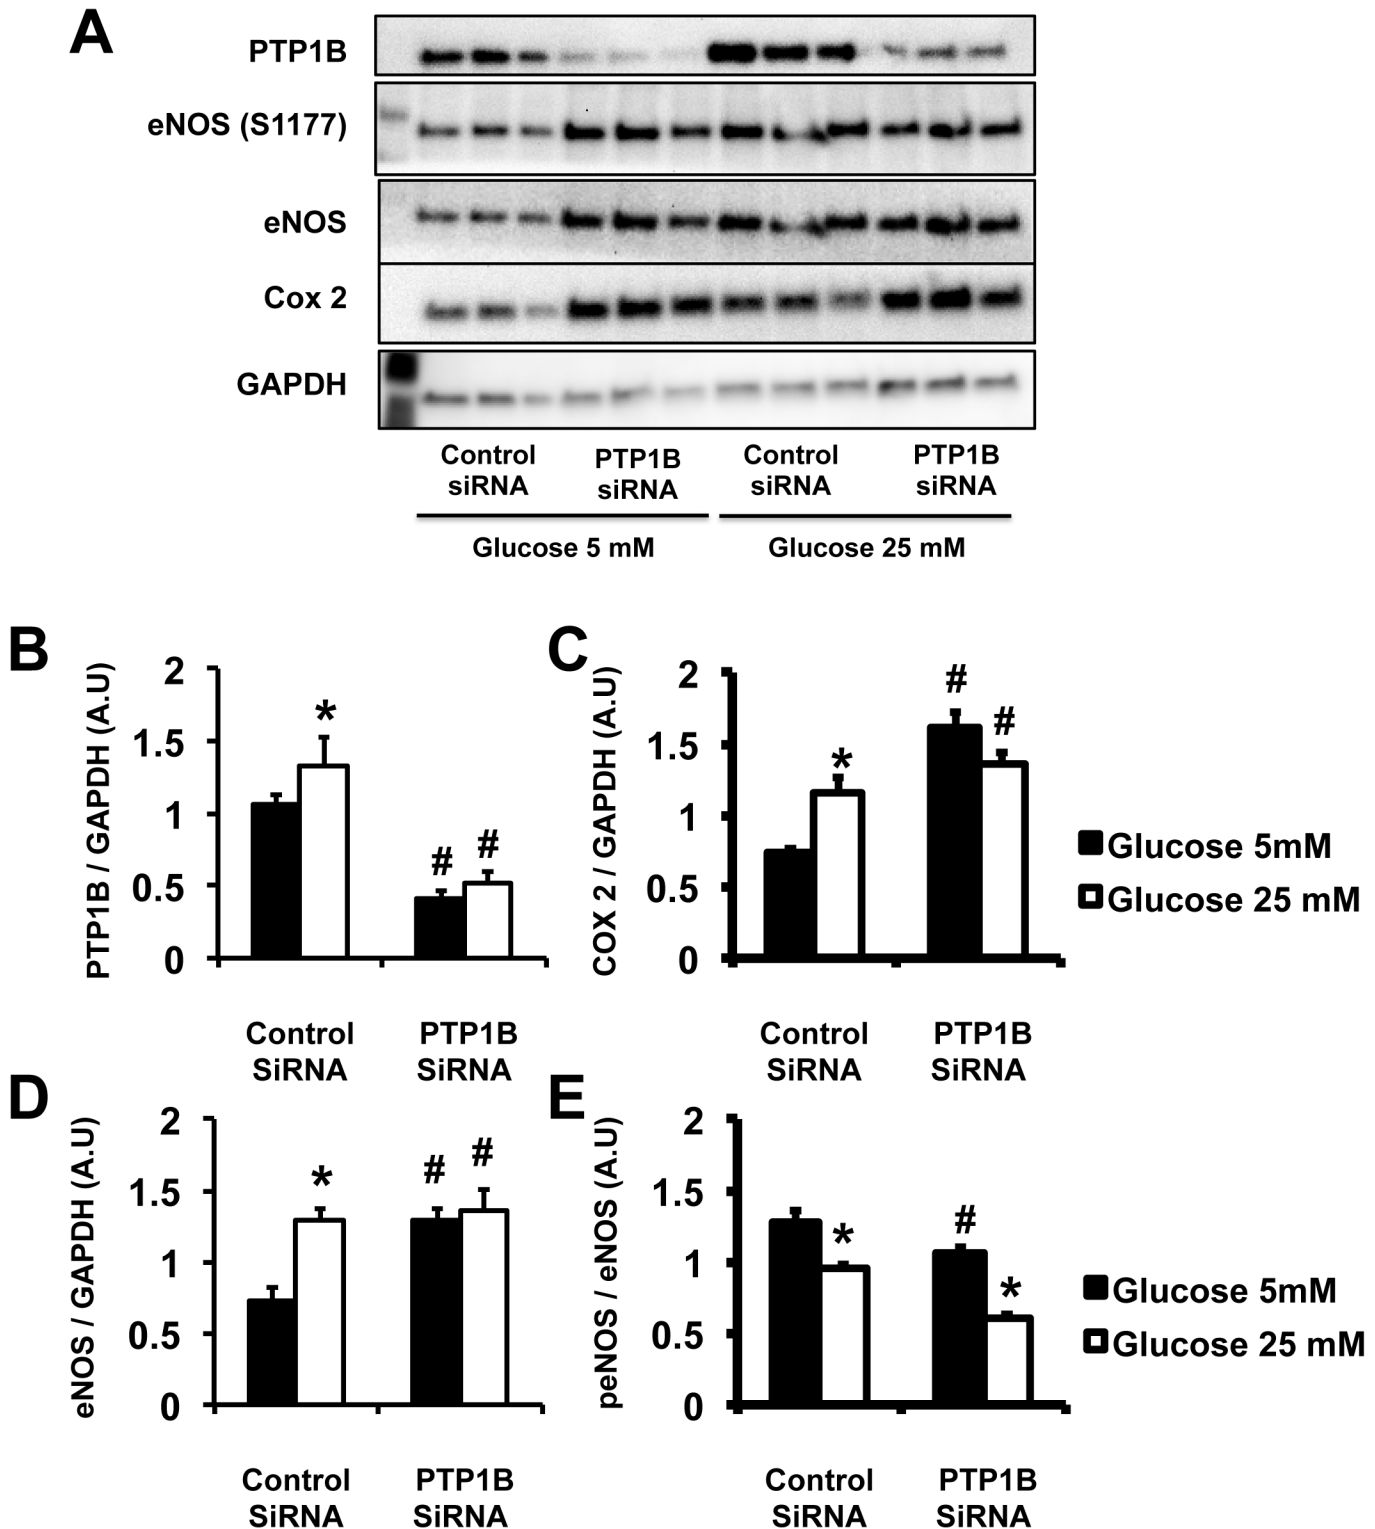 A
PTP1B
eNOS (S1177)
eNOS
Cox 2
GAPDH
Control
siRNA
PTP1B
siRNA
Control
siRNA
PTP1B
siRNA
Glucose 5 mM
Glucose 25 mM
B
PTP1B / GAPDH (A.U)
2
1.5
1
0.5
0
*
#
#
Control
SiRNA
PTP1B
SiRNA
C
COX 2 / GAPDH (A.U)
2
1.5
1
0.5
0
*
#
#
Control
SiRNA
PTP1B
SiRNA
Glucose 5mM
Glucose 25 mM
D
eNOS / GAPDH (A.U)
2
1.5
1
0.5
0
*
#
#
Control
SiRNA
PTP1B
SiRNA
E
peNOS / eNOS (A.U)
2
1.5
1
0.5
0
*
#
*
Control
SiRNA
PTP1B
SiRNA
Glucose 5mM
Glucose 25 mM